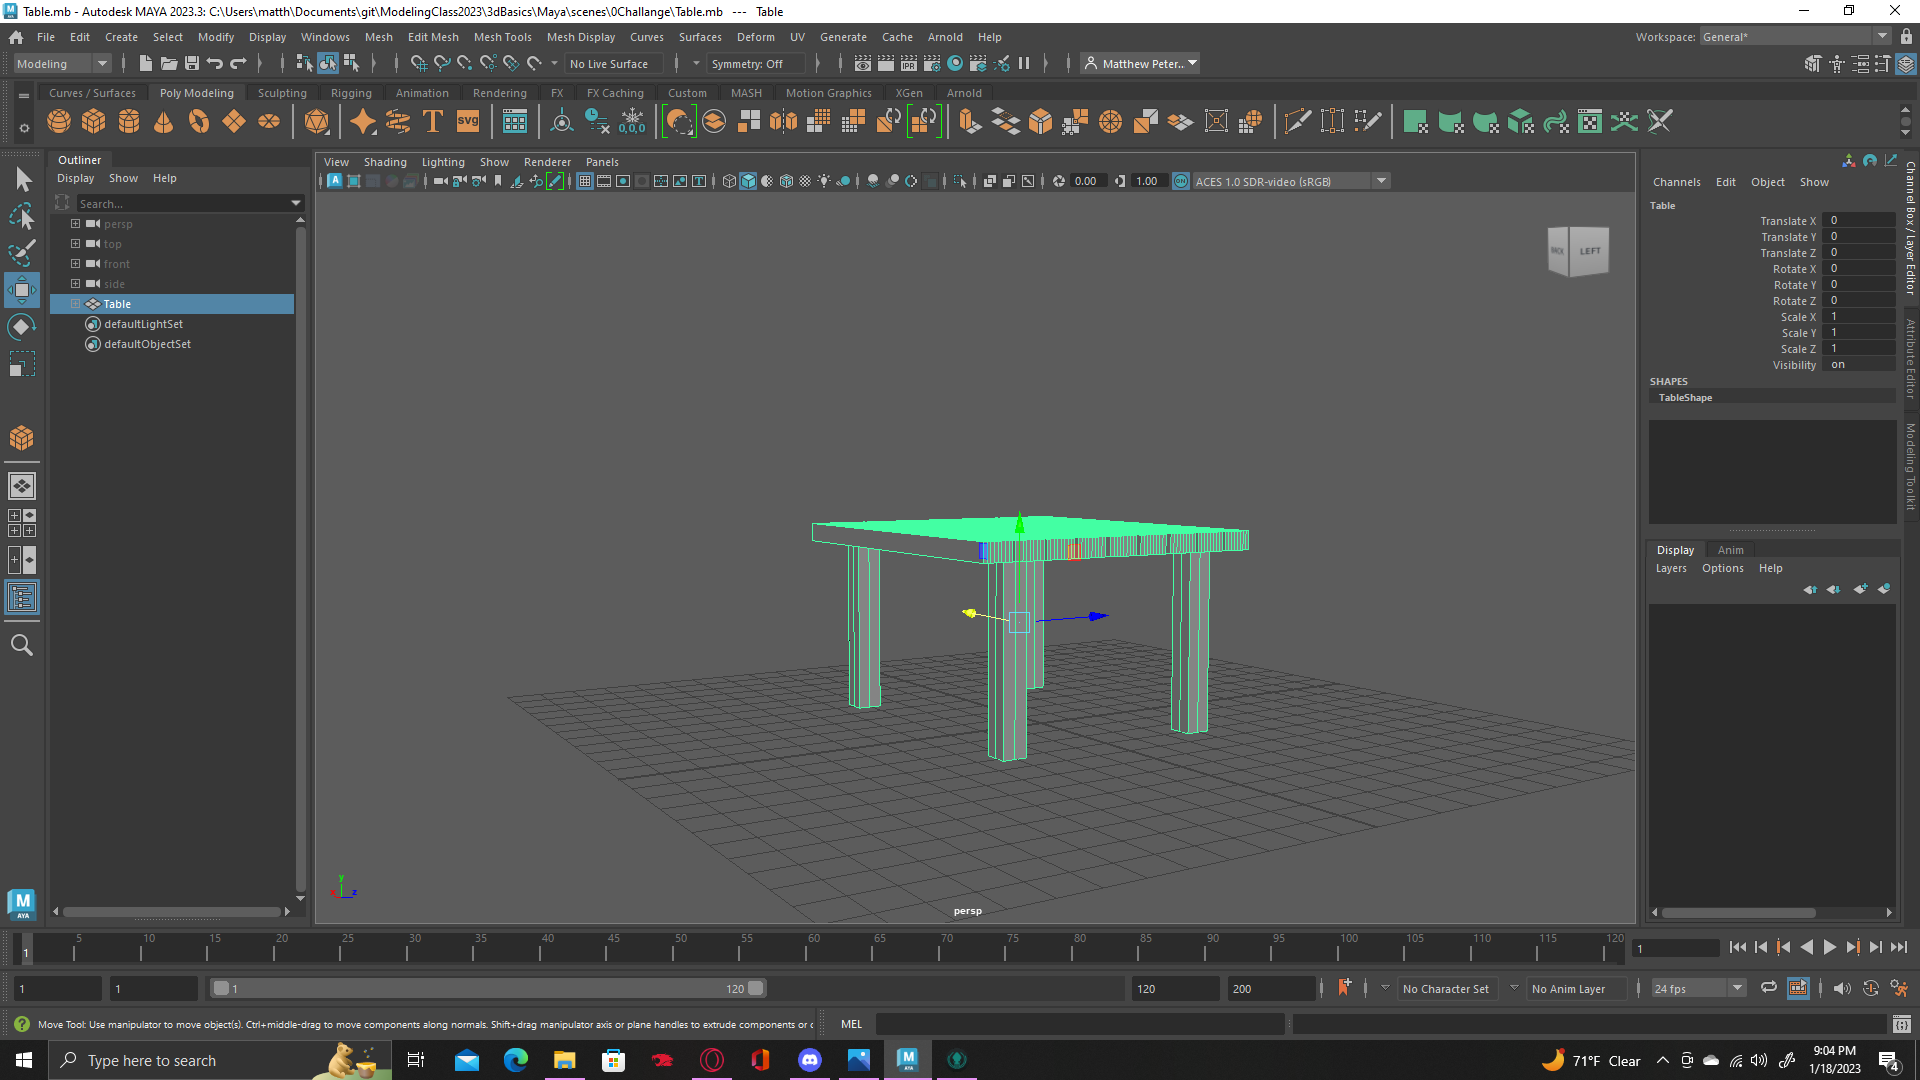 Table.mb - Autodesk MAYA 2023.3: C:\Users\matth\Documents\git\ModelingClass2023\3dBasics\Maya\scenes\0Challange\Table.mb --- Table
File Edit Create Select Modify Display Windows Mesh Edit Mesh Mesh Tools Mesh Display Curves Surfaces Deform UV Generate Cache Arnold Help
Workspace: General*
Modeling
No Live Surface
Symmetry: Off
IPR
Matthew Peter..
Curves / Surfaces Poly Modeling Sculpting Rigging Animation Rendering FX FX Caching Custom MASH Motion Graphics XGen Arnold
T svg 0,0,0
Outliner
Display Show Help
Search...
persp
top
front
side
Table
defaultLightSet
defaultObjectSet
View Shading Lighting Show Renderer Panels
0.00 1.00 ON ACES 1.0 SDR-video (sRGB)
BACK LEFT
y
x z
persp
Channels Edit Object Show
Table
Translate X 0
Translate Y 0
Translate Z 0
Rotate X 0
Rotate Y 0
Rotate Z 0
Scale X 1
Scale Y 1
Scale Z 1
Visibility on
SHAPES
TableShape
Channel Box / Layer Editor
Attribute Editor
Modeling Toolkit
Display Anim
Layers Options Help
M
AYA
1 5 10 15 20 25 30 35 40 45 50 55 60 65 70 75 80 85 90 95 100 105 110 115 120
1
1 1 1 120 120 200
No Character Set
No Anim Layer
24 fps
Move Tool: Use manipulator to move object(s). Ctrl+middle-drag to move components along normals. Shift+drag manipulator axis or plane handles to extrude components or c
MEL
Type here to search
71°F Clear
9:04 PM
1/18/2023
4